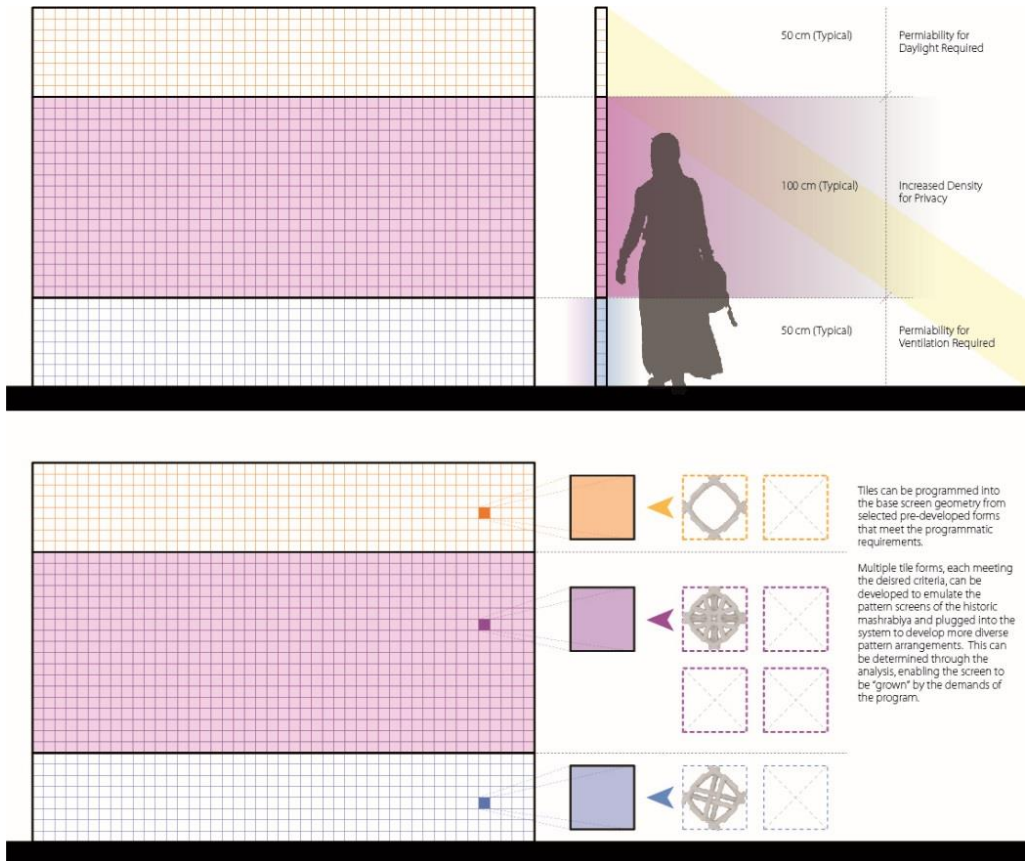 50 cm (Typical)
Permiability for
Daylight Required
100 cm (Typical)
Increased Density
for Privacy
50 cm (Typical)
Permiability for
Ventilation Required
Tiles can be programmed into
the base screen geometry from
selected pre-developed forms
that meet the programmatic
requirements.
Multiple tile forms, each meeting
the deisred criteria, can be
developed to emulate the
pattern screens of the historic
mashrabiya and plugged into the
system to develop more diverse
pattern arrangements. This can
be determined through the
analysis, enabling the screen to
be "grown" by the demands of
the program.